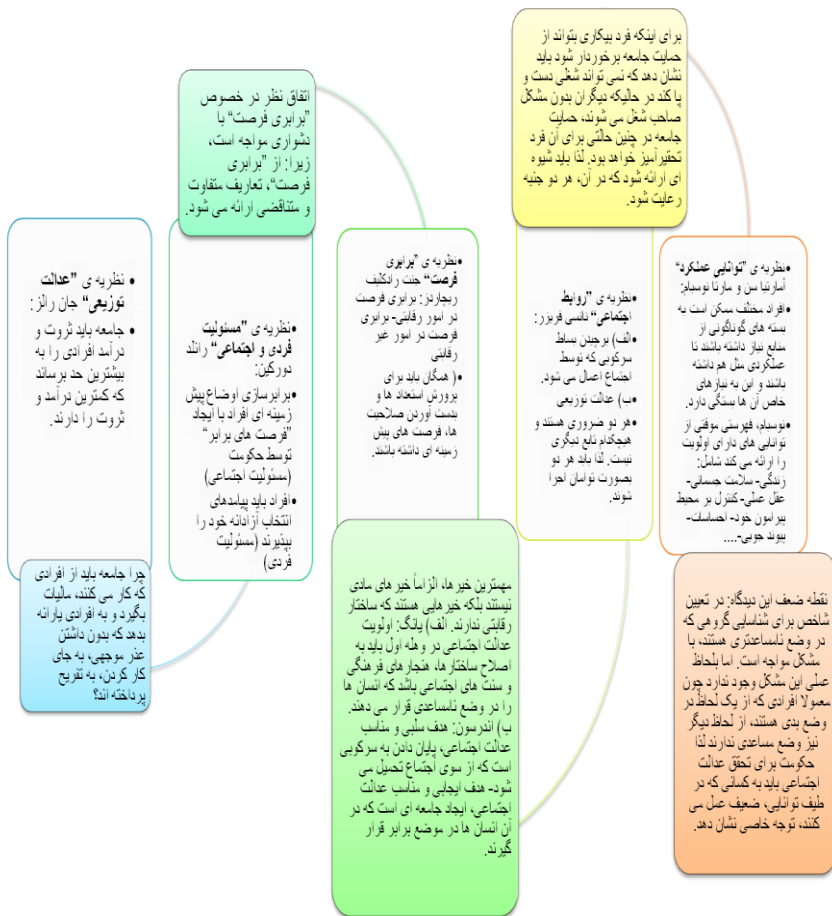 برای اینکه فرد بیکاری بتواند از
حمایت جامعه برخوردار شود باید
نشان دهد که نمی تواند شغلی دست و
پا کند در حالیکه دیگران بدون مشکل
صاحب شغل می شوند، حمایت
جامعه در چنین حالتی برای آن فرد
تحقیرآمیز خواهد بود. لذا باید شیوه
ای ارائه شود که در آن، هر دو جنبه
رعایت شود.
اتفاق نظر در خصوص
"برابری فرصت" با
دشواری مواجه است،
زیرا: از "برابری
فرصت"، تعاریف متفاوت
و متناقضی ارائه می شود.
•نظریه ی "توانایی عملکرد"
آمارتیا سن و مارتا نوسبام:
•افراد مختلف ممکن است به
بسته های گوناگونی از
منابع نیاز داشته باشند تا
عملکردی مثل هم داشته
باشند و این به نیازهای
خاص آن ها بستگی دارد.
•نوسبام، فهرستی موقتی از
توانایی های دارای اولویت
را ارائه می کند شامل:
زندگی- سلامت جسمانی-
عقل عملی- کنترل بر محیط
پیرامون خود- احساسات-
پیوند جویی-....
•نظریه ی "روابط
اجتماعی" نانسی فریزر:
•الف) برچیدن بساط
سرکوبی که توسط
اجتماع اعمال می شود.
•ب) عدالت توزیعی
•هر دو ضروری هستند و
هیچکدام تابع دیگری
نیست. لذا باید هر دو
بصورت توامان اجرا
شوند.
•نظریه ی "برابری
فرصت" جنت رادکلیف
ریچاردز: برابری فرصت
در امور رقابتی- برابری
فرصت در امور غیر
رقابتی
•( همگان باید برای
پرورش استعداد ها و
بدست آوردن صلاحیت
ها، فرصت های پیش
زمینه ای داشته باشند.
•نظریه ی "مسئولیت
فردی و اجتماعی" رانلد
دورکین:
•برابرسازی اوضاع پیش
زمینه ای افراد با ایجاد
"فرصت های برابر"
توسط حکومت
(مسئولیت اجتماعی)
•افراد باید پیامدهای
انتخاب آزادانه خود را
بپذیرند (مسئولیت
فردی)
• نظریه ی "عدالت
توزیعی" جان رالز:
• جامعه باید ثروت و
درآمد افرادی را به
بیشترین حد برساند
که کمترین درآمد و
ثروت را دارند.
نقطه ضعف این دیدگاه: در تعیین
شاخص برای شناسایی گروهی که
در وضع نامساعدتری هستند، با
مشکل مواجه است. اما بلحاظ
عملی این مشکل وجود ندارد چون
معمولا افرادی که از یک لحاظ در
وضع بدی هستند، از لحاظ دیگر
نیز وضع مساعدی ندارند لذا
حکومت برای تحقق عدالت
اجتماعی باید به کسانی که در
طیف توانایی، ضعیف عمل می
کنند، توجه خاصی نشان دهد.
مهمترین خیرها، الزاماً خیر های مادی
نیستند بلکه خیرهایی هستند که ساختار
رقابتی ندارند. الف) یانگ: اولویت
عدالت اجتماعی در وهله اول باید به
اصلاح ساختارها، هنجارهای فرهنگی
و سنت های اجتماعی باشد که انسان ها
را در وضع نامساعدی قرار می دهند.
ب) اندرسون: هدف سلبی و مناسب
عدالت اجتماعی، پایان دادن به سرکوبی
است که از سوی اجتماع تحمیل می
شود- هدف ایجابی و مناسب عدالت
اجتماعی، ایجاد جامعه ای است که در
آن انسان ها در موضع برابر قرار
گیرند.
چرا جامعه باید از افرادی
که کار می کنند، مالیات
بگیرد و به افرادی یارانه
بدهد که بدون داشتن
عذر موجهی، به جای
کار کردن، به تفریح
پرداخته اند؟